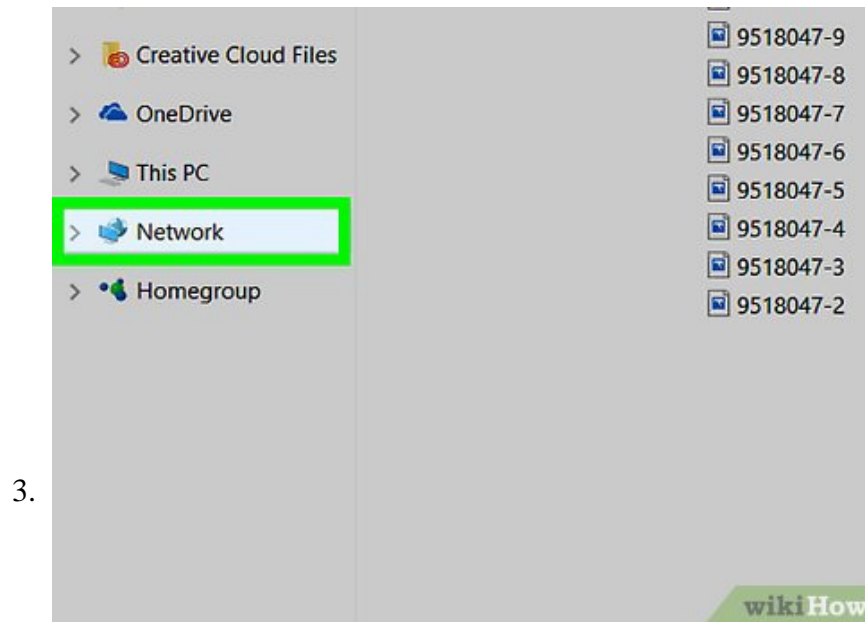 Creative Cloud Files
OneDrive
This PC
Network
Homegroup
9518047-9
9518047-8
9518047-7
9518047-6
9518047-5
9518047-4
9518047-3
9518047-2
3.
wikiHow